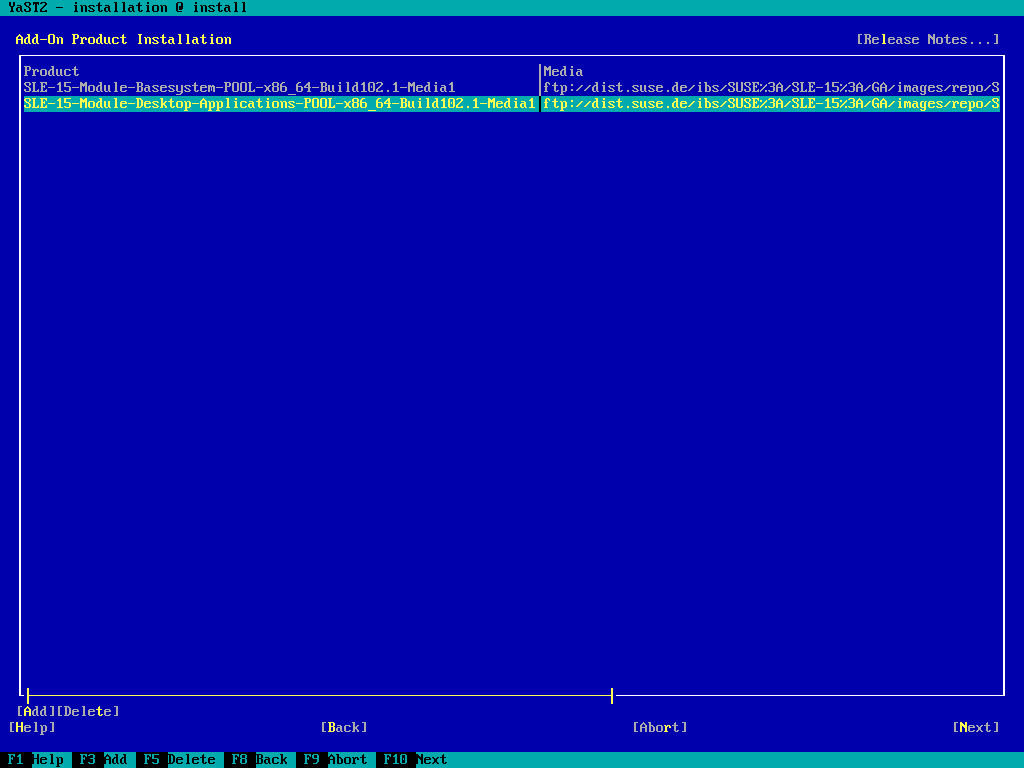 YaST2 - installation @ install
Add-On Product Installation [Release Notes...]
Product |Media
SLE-15-Module-Basesystem-POOL-x86_64-Build102.1-Media1 |ftp://dist.suse.de/ibs/SUSE%3A/SLE-15%3A/GA/images/repo/S
SLE-15-Module-Desktop-Applications-POOL-x86_64-Build102.1-Media1|ftp://dist.suse.de/ibs/SUSE%3A/SLE-15%3A/GA/images/repo/S
[Add][Delete]
[Help] [Back] [Abort] [Next]
F1 Help F3 Add F5 Delete F8 Back F9 Abort F10 Next